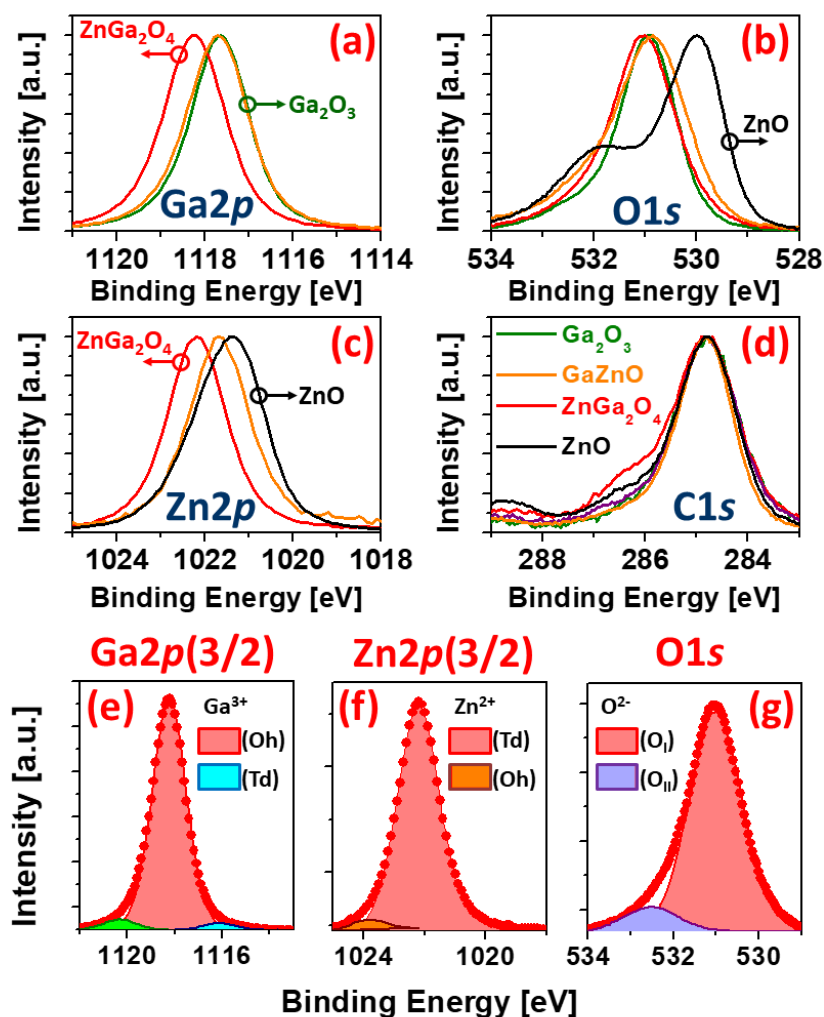 ZnGa₂O₄
(a)
Ga₂O₃
Ga2p
Intensity [a.u.]
1120 1118 1116 1114
Binding Energy [eV]
(b)
ZnO
O1s
Intensity [a.u.]
534 532 530 528
Binding Energy [eV]
ZnGa₂O₄
(c)
ZnO
Zn2p
Intensity [a.u.]
1024 1022 1020 1018
Binding Energy [eV]
Ga₂O₃
(d)
GaZnO
ZnGa₂O₄
ZnO
C1s
Intensity [a.u.]
288 286 284
Binding Energy [eV]
Ga2p(3/2)
(e)
Ga³⁺
(Oh)
(Td)
Intensity [a.u.]
1120 1116
Zn2p(3/2)
(f)
Zn²⁺
(Td)
(Oh)
1024 1020
O1s
O²⁻
(g)
(O_I)
(O_II)
534 532 530
Binding Energy [eV]